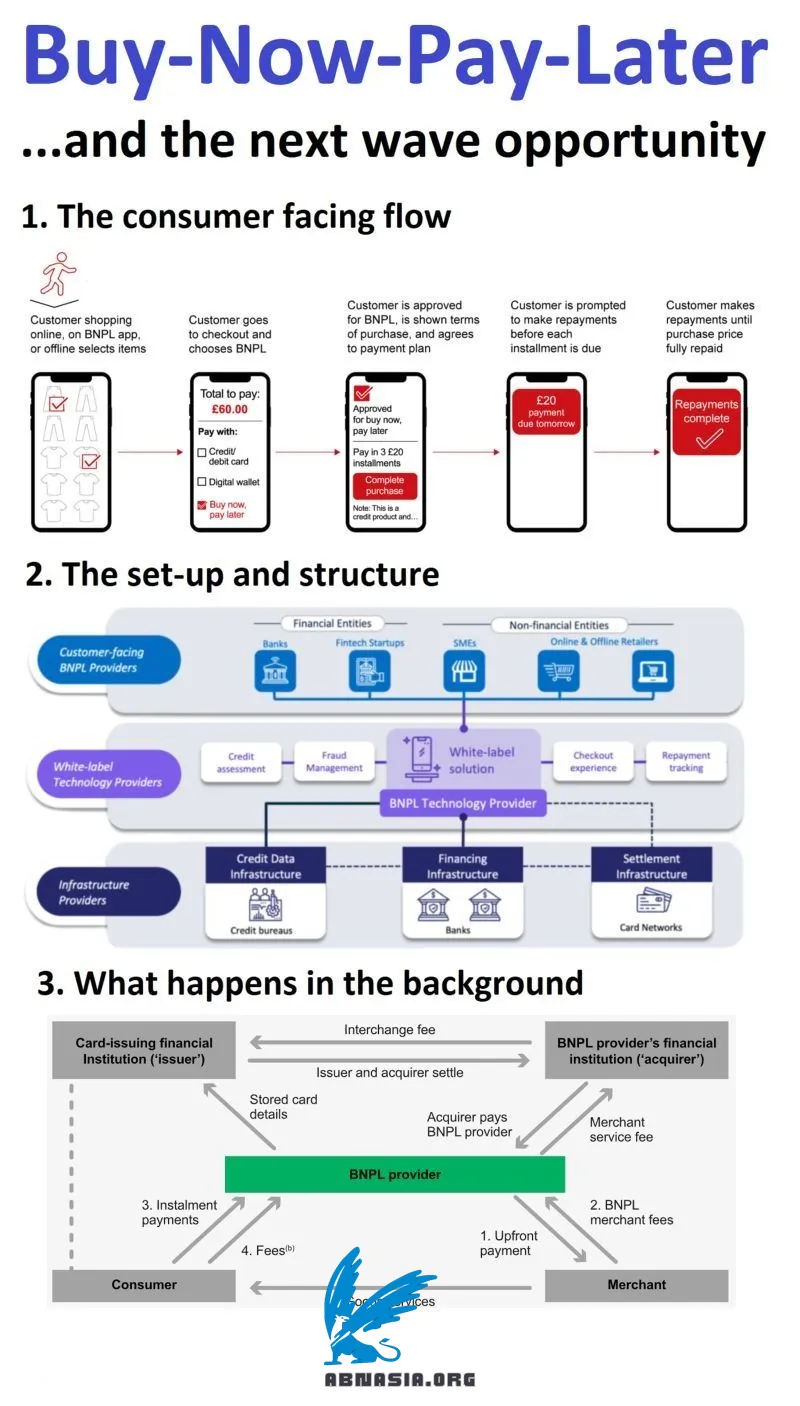 Buy-Now-Pay-Later
...and the next wave opportunity
1. The consumer facing flow
Customer shopping
online, on BNPL app,
or offline selects items
Customer goes
to checkout and
chooses BNPL
Customer is approved
for BNPL, is shown terms
of purchase, and agrees
to payment plan
Customer is prompted
to make repayments
before each
installment is due
Customer makes
repayments until
purchase price
fully repaid
Total to pay:
£60.00
Pay with:
Credit/
debit card
Digital wallet
Buy now,
pay later
Approved
for buy now,
pay later
Pay in 3 £20
installments
Complete
purchase
Note: This is a
credit product and...
£20
payment
due tomorrow
Repayments
complete
2. The set-up and structure
Customer-facing
BNPL Providers
Financial Entities
Non-financial Entities
Banks
Fintech Startups
SMEs
Online & Offline Retailers
White-label
Technology Providers
Credit
assessment
Fraud
Management
White-label
solution
Checkout
experience
Repayment
tracking
BNPL Technology Provider
Infrastructure
Providers
Credit Data
Infrastructure
Credit bureaus
Financing
Infrastructure
Banks
Settlement
Infrastructure
Card Networks
3. What happens in the background
Card-issuing financial
Institution (‘issuer’)
Interchange fee
Issuer and acquirer settle
BNPL provider’s financial
institution (‘acquirer’)
Stored card
details
Acquirer pays
BNPL provider
Merchant
service fee
BNPL provider
3. Instalment
payments
4. Fees(b)
1. Upfront
payment
2. BNPL
merchant fees
Consumer
Merchant
ABNASIA.ORG